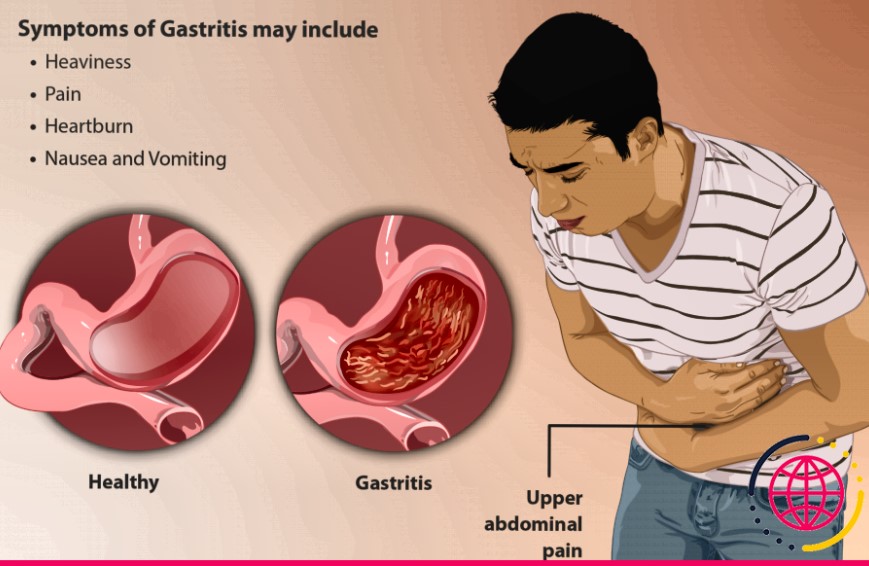 Symptoms of Gastritis may include
• Heaviness
• Pain
• Heartburn
• Nausea and Vomiting
Healthy
Gastritis
Upper
abdominal
pain